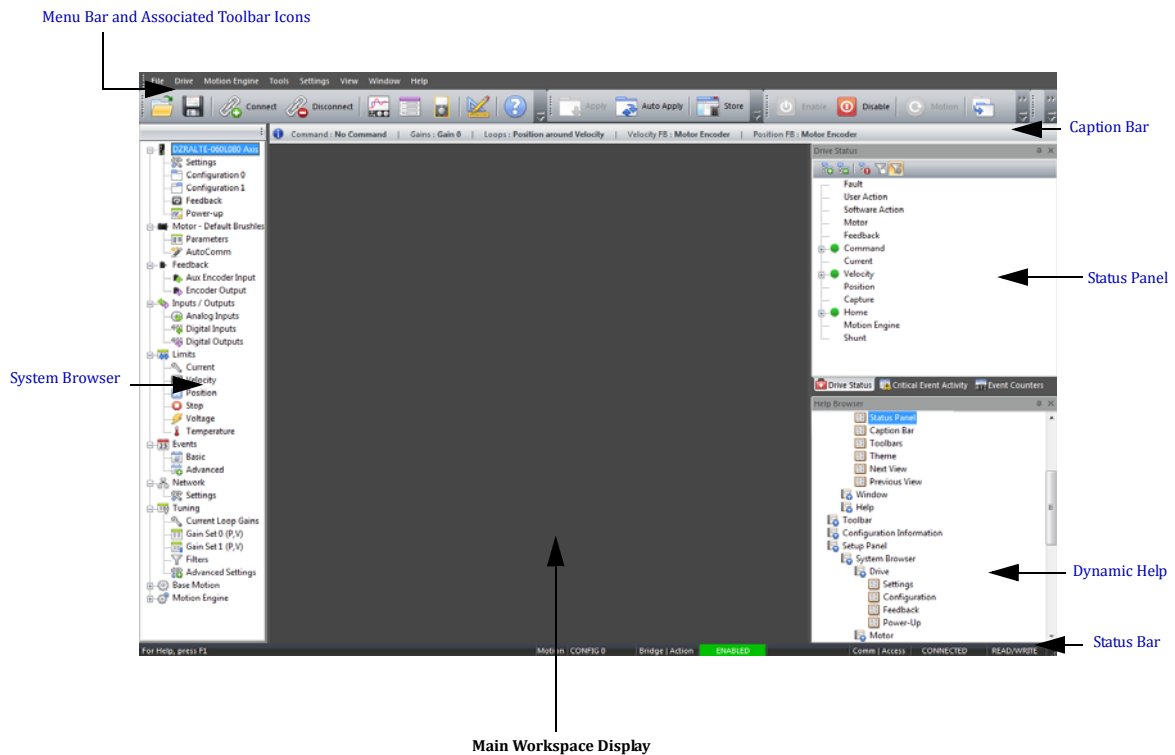 Menu Bar and Associated Toolbar Icons
File Drive Motion Engine Tools Settings View Window Help
Connect Disconnect Apply Auto Apply Store Enable Disable Motion
Caption Bar
Command : No Command | Gains : Gain 0 | Loops : Position around Velocity | Velocity FB : Motor Encoder | Position FB : Motor Encoder
DZRALTE-060L080 Axis
Settings
Configuration 0
Configuration 1
Feedback
Power-up
Motor - Default Brushles
Parameters
AutoComm
Feedback
Aux Encoder Input
Encoder Output
Inputs / Outputs
Analog Inputs
Digital Inputs
Digital Outputs
Limits
Current
Velocity
Position
Stop
Voltage
Temperature
Events
Basic
Advanced
Network
Settings
Tuning
Current Loop Gains
Gain Set 0 (P,V)
Gain Set 1 (P,V)
Filters
Advanced Settings
Base Motion
Motion Engine
System Browser
Drive Status
Fault
User Action
Software Action
Motor
Feedback
Command
Current
Velocity
Position
Capture
Home
Motion Engine
Shunt
Status Panel
Drive Status Critical Event Activity Event Counters
Help Browser
Status Panel
Caption Bar
Toolbars
Theme
Next View
Previous View
Window
Help
Toolbar
Configuration Information
Setup Panel
System Browser
Drive
Settings
Configuration
Feedback
Power-Up
Motor
Dynamic Help
Status Bar
For Help, press F1 Motion CONFIG 0 Bridge | Action ENABLED Comm | Access CONNECTED READ/WRITE
Main Workspace Display